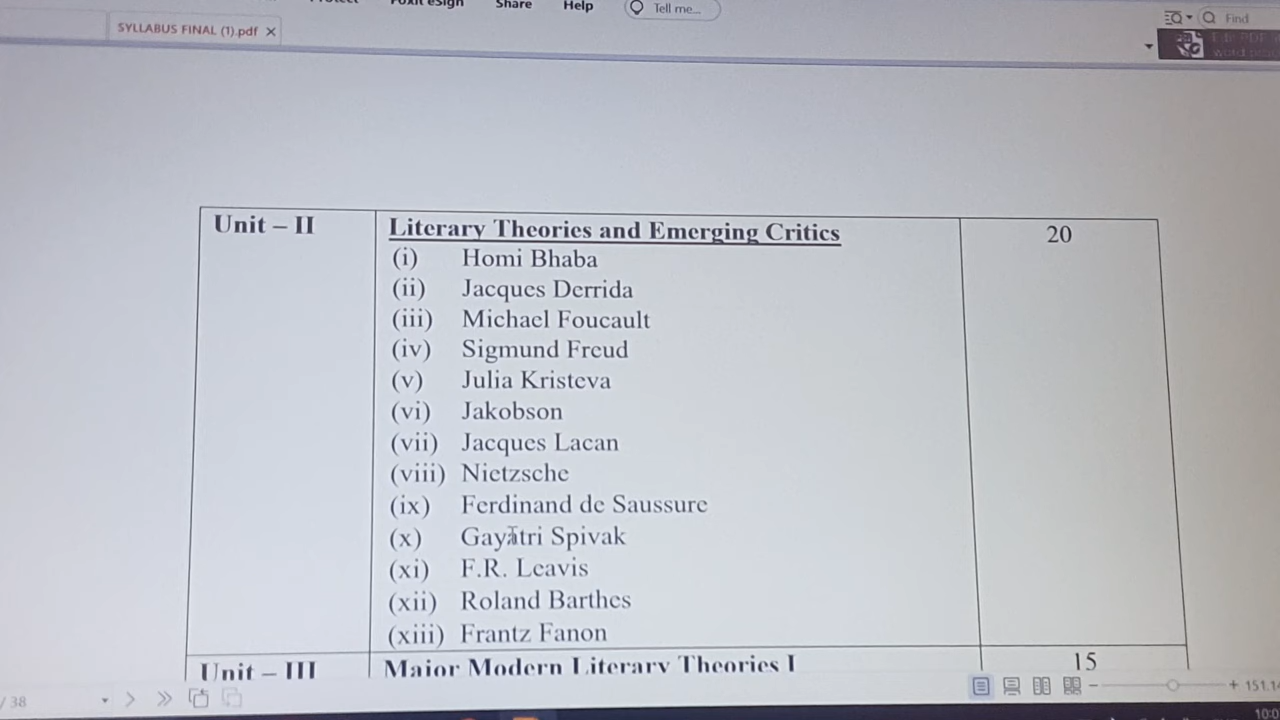 Share Help Tell me...
Find
SYLLABUS FINAL (1).pdf
Unit – II Literary Theories and Emerging Critics 20
(i) Homi Bhaba
(ii) Jacques Derrida
(iii) Michael Foucault
(iv) Sigmund Freud
(v) Julia Kristeva
(vi) Jakobson
(vii) Jacques Lacan
(viii) Nietzsche
(ix) Ferdinand de Saussure
(x) Gayatri Spivak
(xi) F.R. Leavis
(xii) Roland Barthes
(xiii) Frantz Fanon
Unit – III Major Modern Literary Theories I 15
/ 38